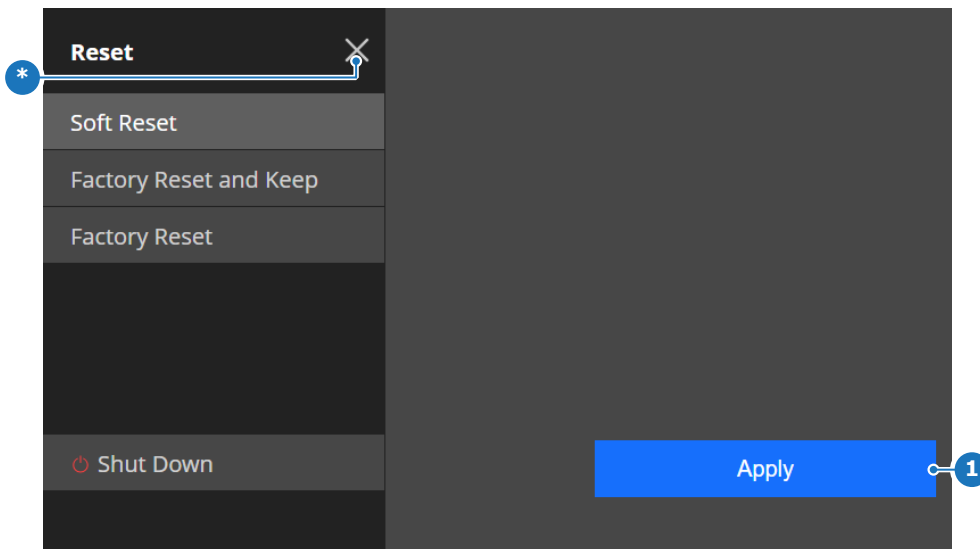 Reset
*
Soft Reset
Factory Reset and Keep
Factory Reset
Shut Down
Apply
1